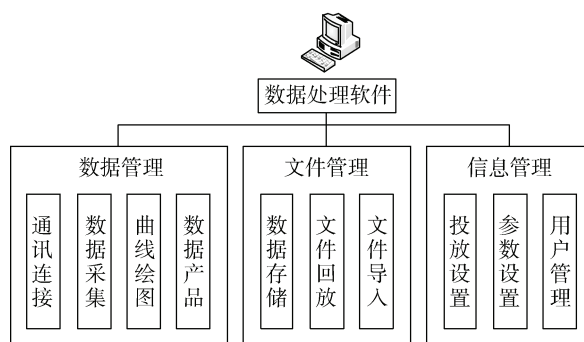 数据处理软件
数据管理
文件管理
信息管理
通讯连接
数据采集
曲线绘图
数据产品
数据存储
文件回放
文件导入
投放设置
参数设置
用户管理